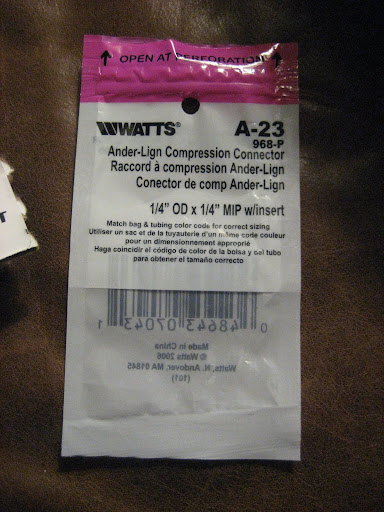 ↑ OPEN AT PERFORATION ↑
WATTS®
A-23
968-P
Ander-Lign Compression Connector
Raccord à compression Ander-Lign
Conector de comp Ander-Lign
1/4" OD x 1/4" MIP w/insert
Match bag & tubing color code for correct sizing
Utiliser un sac et de la tuyauterie d'un même code couleur
pour un dimensionnement approprié
Haga coincidir el código de color de la bolsa y del tubo
para obtener el tamaño correcto
0 48643 07043 1
Made in China
© Watts 2006
Watts, N. Andover, MA 01845
(101)
T